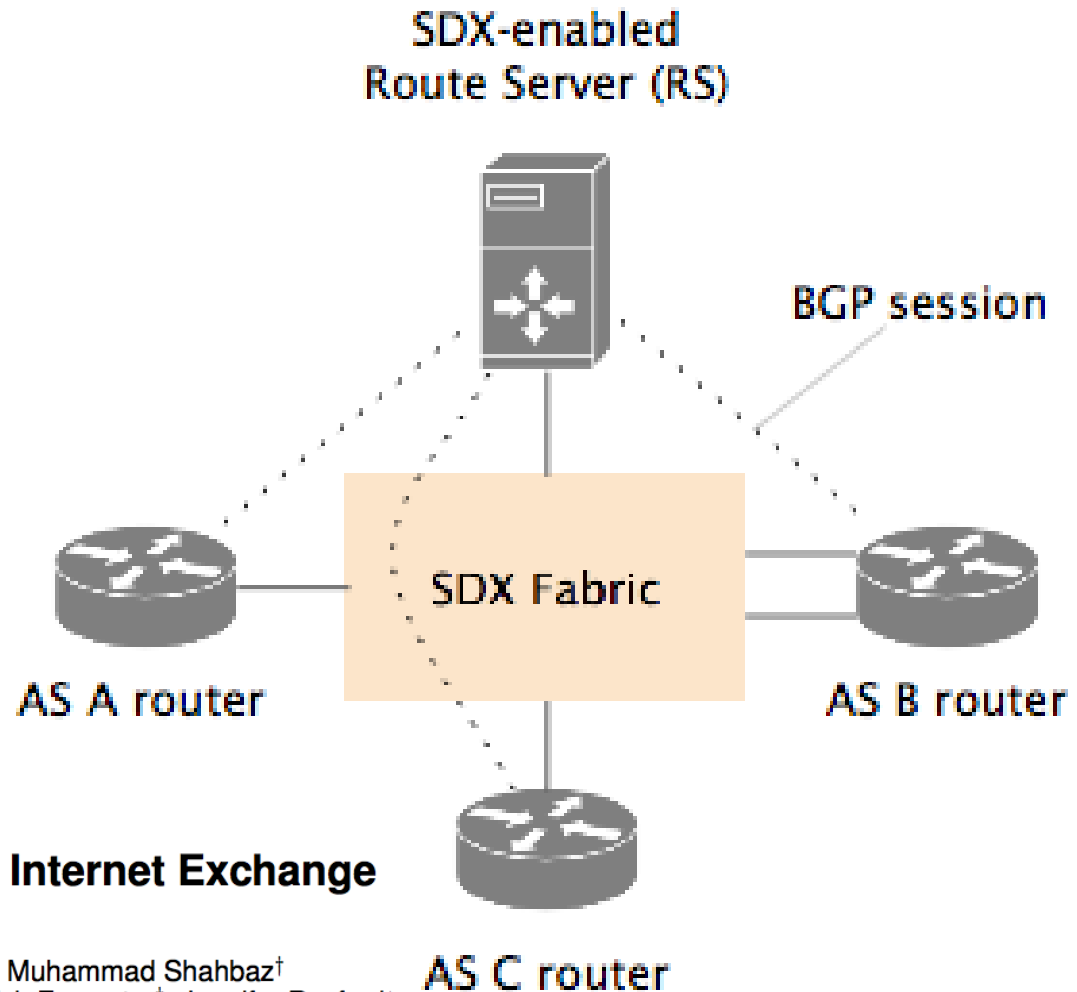 SDX-enabled
Route Server (RS)
BGP session
SDX Fabric
AS A router
AS B router
Internet Exchange
Muhammad Shahbaz†
AS C router